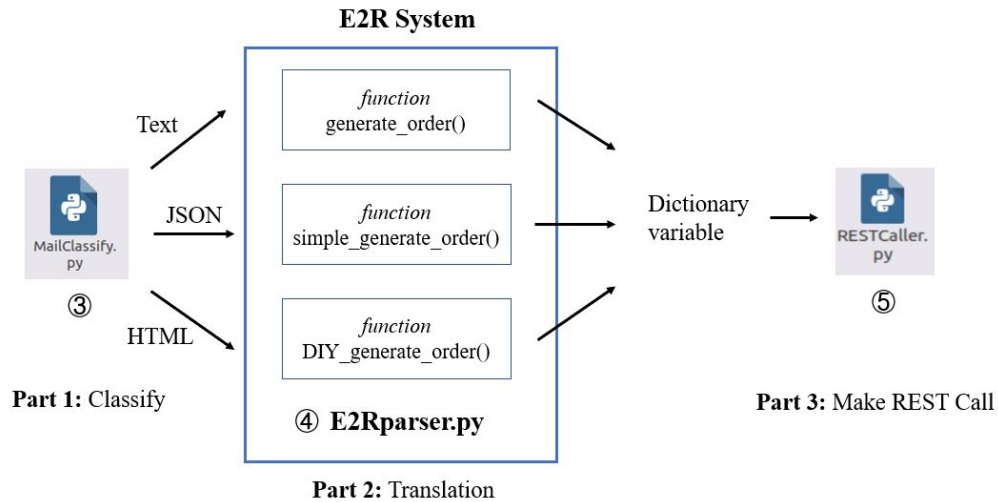 E2R System
function
generate_order()
Text
MailClassify.
py
③
JSON
function
simple_generate_order()
HTML
function
DIY_generate_order()
Dictionary
variable
RESTCaller.
py
⑤
Part 1: Classify
④ E2Rparser.py
Part 3: Make REST Call
Part 2: Translation